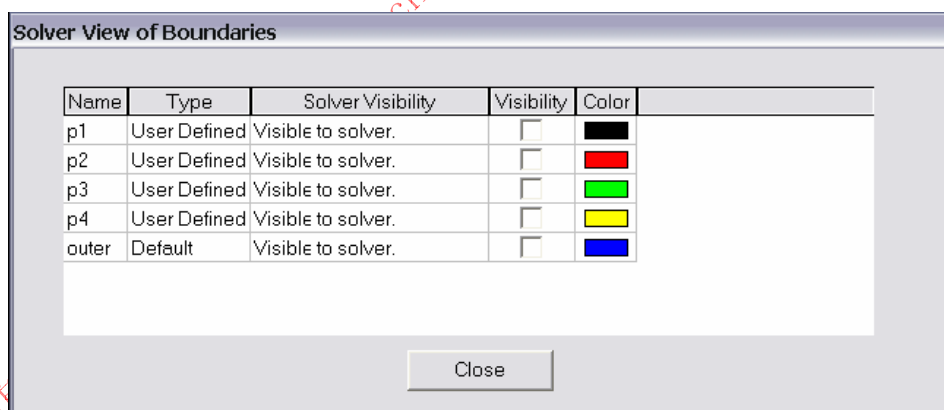 Solver View of Boundaries
Name Type Solver Visibility Visibility Color
p1 User Defined Visible to solver.
p2 User Defined Visible to solver.
p3 User Defined Visible to solver.
p4 User Defined Visible to solver.
outer Default Visible to solver.
Close